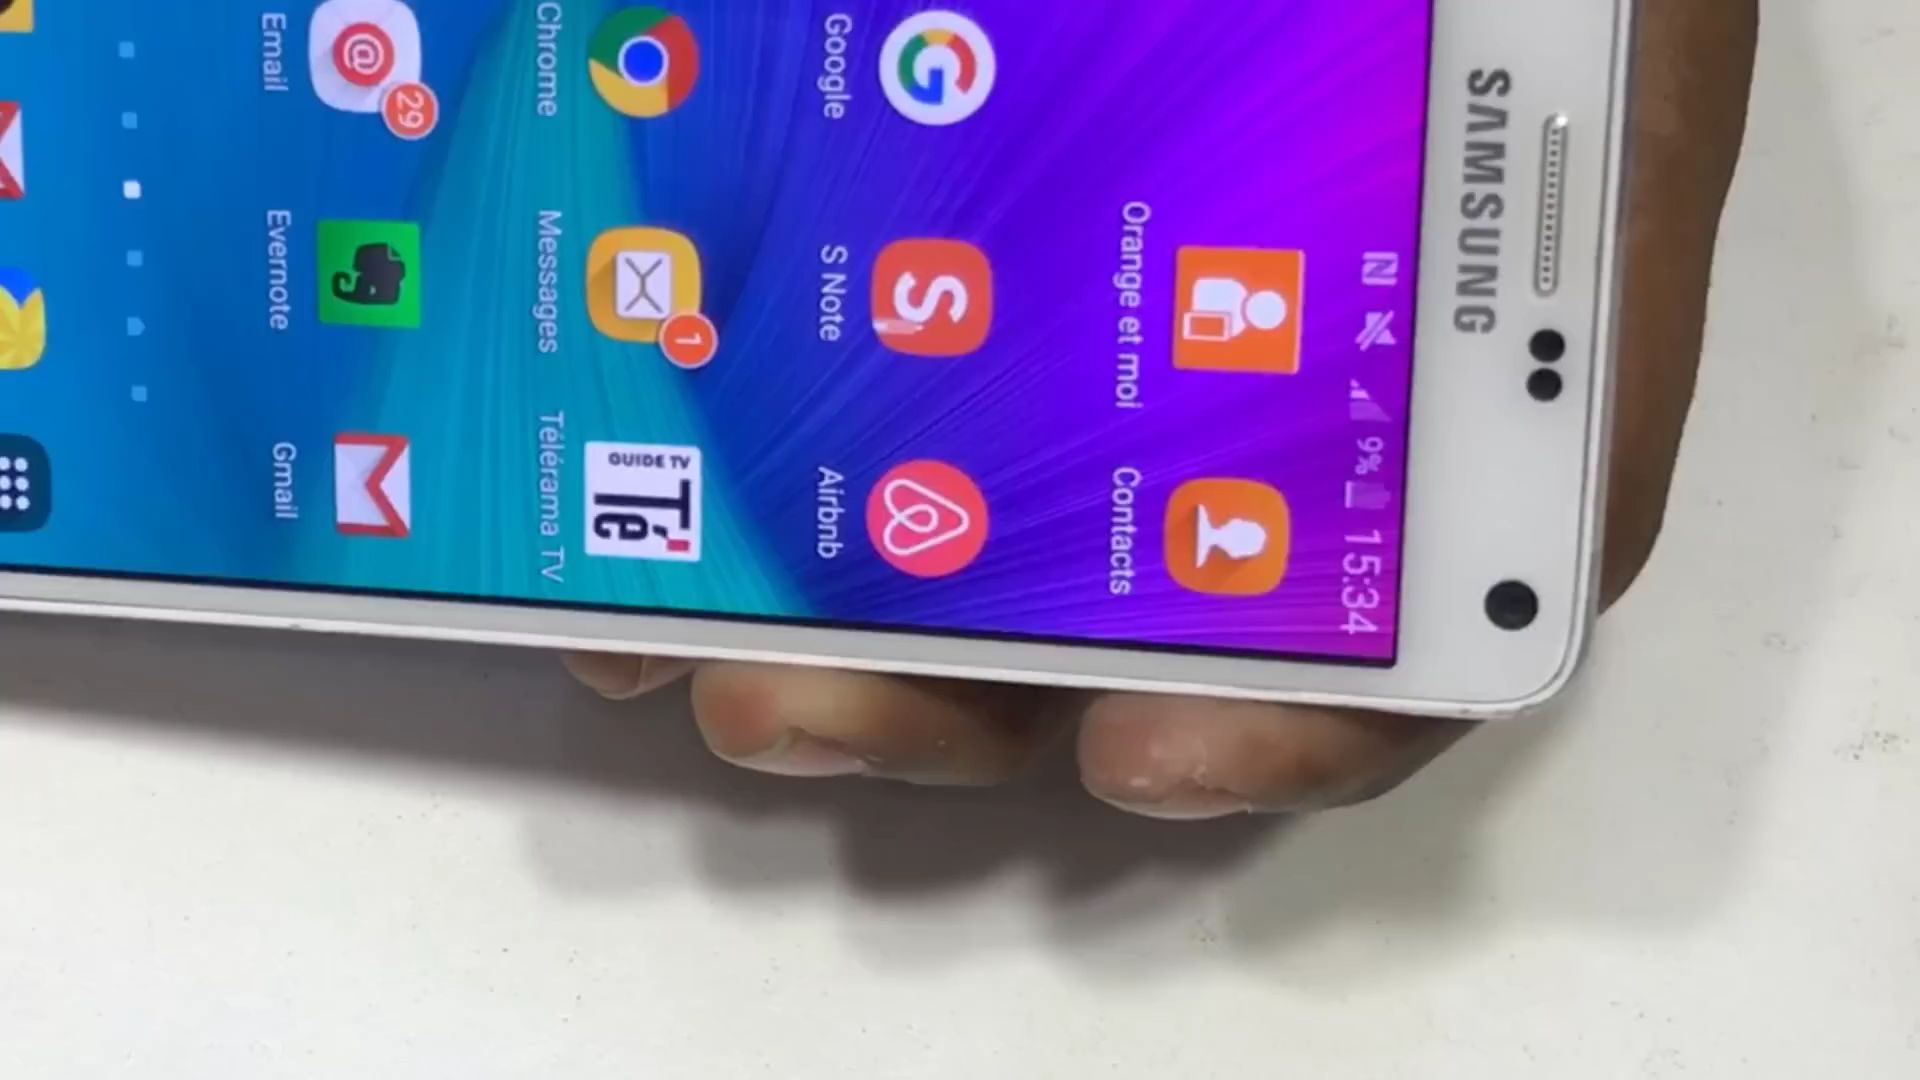 SAMSUNG
9% 15:34
Orange et moi
Contacts
Google
S Note
Airbnb
GUIDE TV
Té
Chrome
1
Messages
Télérama TV
@
29
Email
Evernote
Gmail